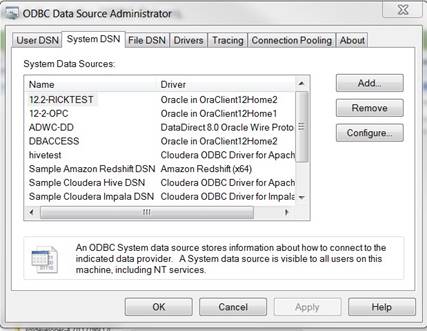 ODBC Data Source Administrator
User DSN System DSN File DSN Drivers Tracing Connection Pooling About
System Data Sources:
Name Driver
12.2-RICKTEST Oracle in OraClient12Home2
12-2-OPC Oracle in OraClient12Home1
ADWC-DD DataDirect 8.0 Oracle Wire Proto
DBACCESS Oracle in OraClient12Home2
hivetest Cloudera ODBC Driver for Apach
Sample Amazon Redshift DSN Amazon Redshift (x64)
Sample Cloudera Hive DSN Cloudera ODBC Driver for Apach
Sample Cloudera Impala DSN Cloudera ODBC Driver for Impala
Add...
Remove
Configure...
An ODBC System data source stores information about how to connect to the
indicated data provider. A System data source is visible to all users on this
machine, including NT services.
OK Cancel Apply Help